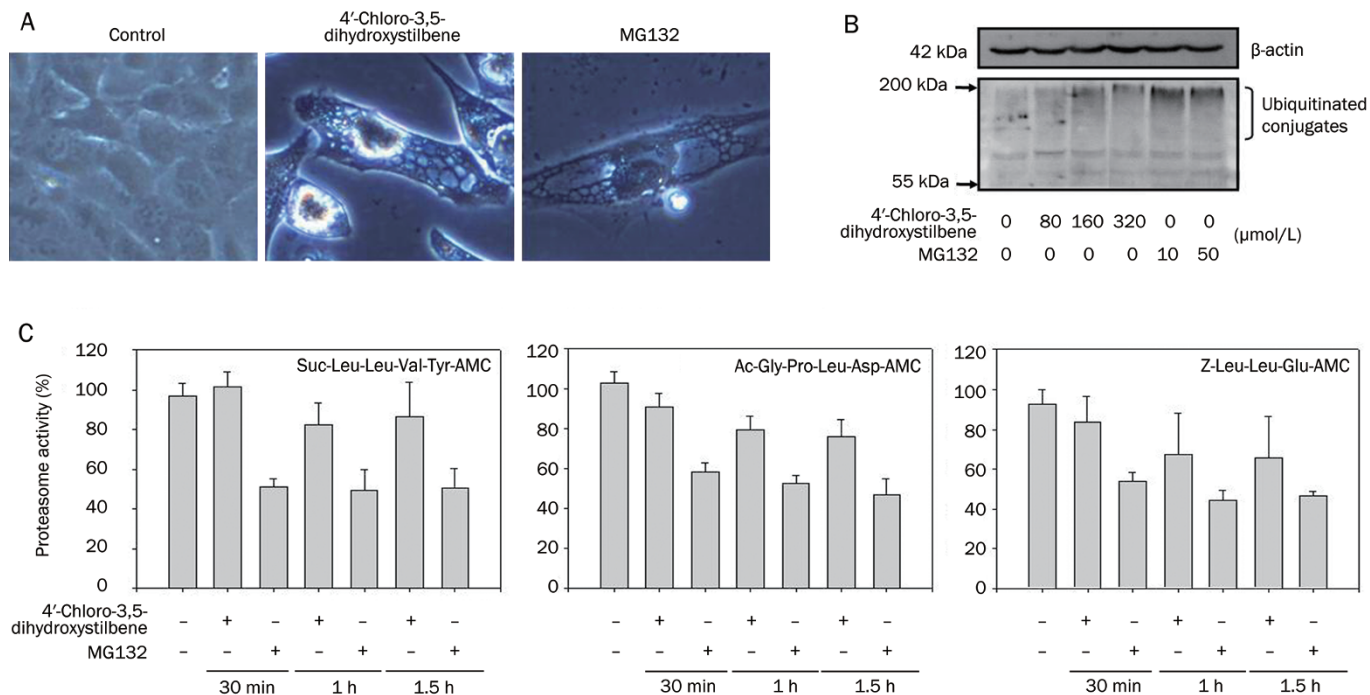 A
Control
4′-Chloro-3,5-
dihydroxystilbene
MG132
B
42 kDa
β-actin
200 kDa
Ubiquitinated
conjugates
55 kDa
4′-Chloro-3,5-
dihydroxystilbene
0 80 160 320 0 0
(μmol/L)
MG132
0 0 0 0 10 50
C
Proteasome activity (%)
120
100
80
60
40
20
0
Suc-Leu-Leu-Val-Tyr-AMC
120
100
80
60
40
20
0
Ac-Gly-Pro-Leu-Asp-AMC
120
100
80
60
40
20
0
Z-Leu-Leu-Glu-AMC
4′-Chloro-3,5-
dihydroxystilbene
– + – + – + –
– + – + – + –
– + – + – + –
MG132
– – + – + – +
– – + – + – +
– – + – + – +
30 min 1 h 1.5 h
30 min 1 h 1.5 h
30 min 1 h 1.5 h